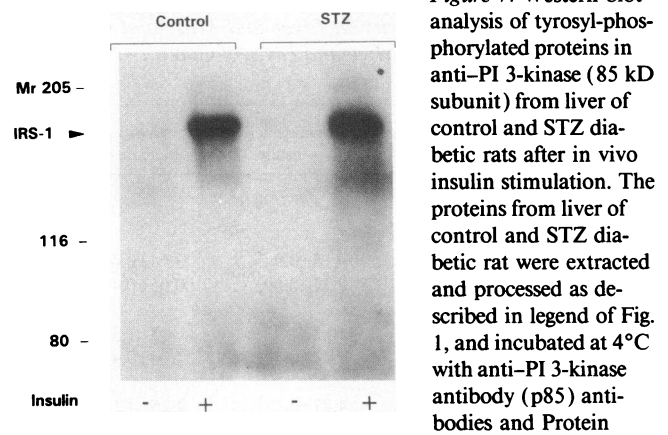 Control STZ
Mr 205 –
IRS-1 ►
116 –
80 –
Insulin - + - +
analysis of tyrosyl-phos-
phorylated proteins in
anti–PI 3-kinase (85 kD
subunit) from liver of
control and STZ dia-
betic rats after in vivo
insulin stimulation. The
proteins from liver of
control and STZ dia-
betic rat were extracted
and processed as de-
scribed in legend of Fig.
1, and incubated at 4°C
with anti–PI 3-kinase
antibody (p85) anti-
bodies and Protein